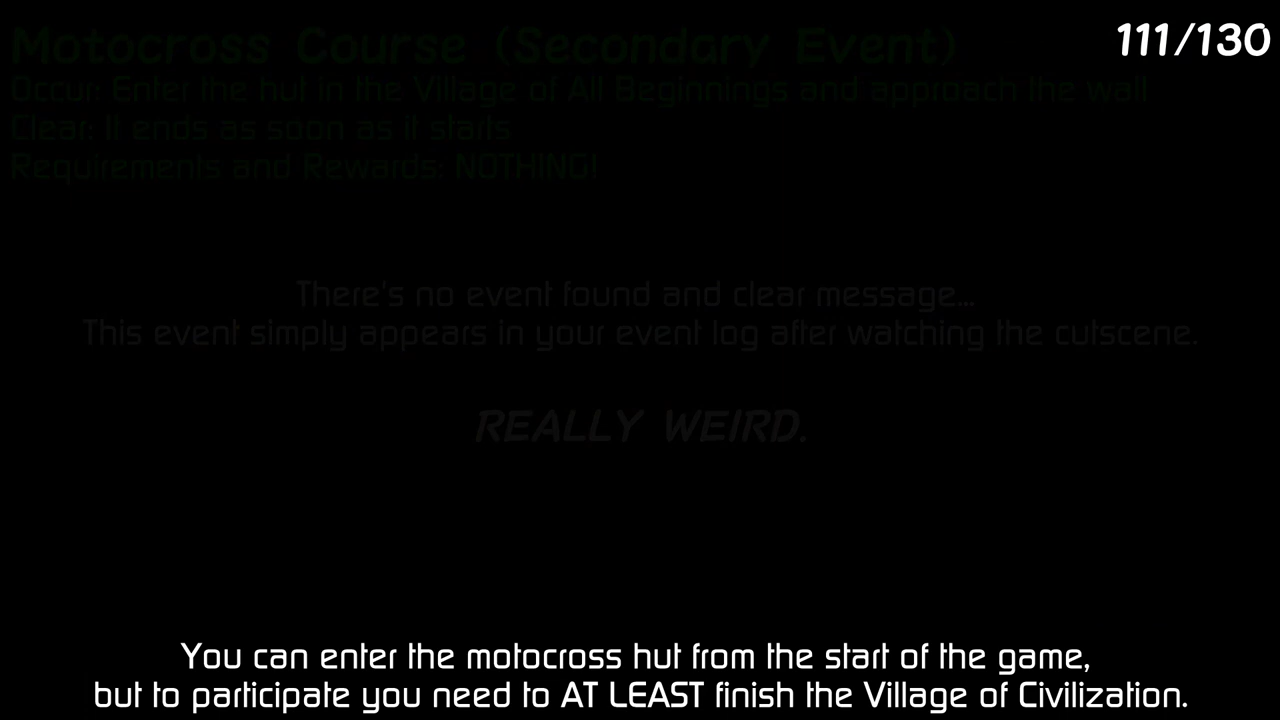 Motocross Course (Secondary Event)
111/130
Occur: Enter the hut in the Village of All Beginnings and approach the wall
Clear: It ends as soon as it starts
Requirements and Rewards: NOTHING!
There's no event found and clear message...
This event simply appears in your event log after watching the cutscene.
REALLY WEIRD.
You can enter the motocross hut from the start of the game,
but to participate you need to AT LEAST finish the Village of Civilization.